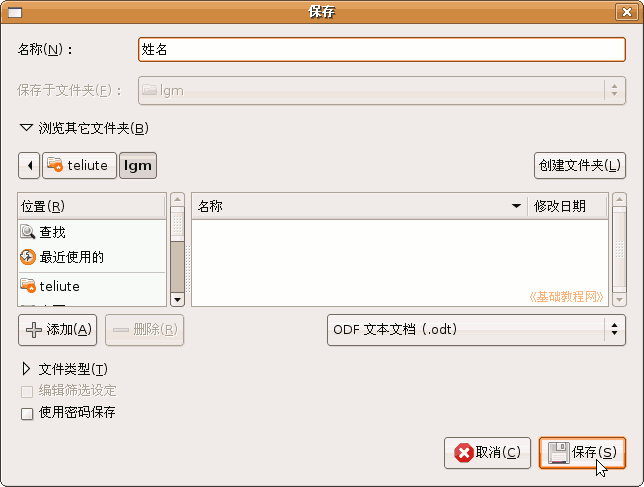 保存
名称(N)：
姓名
保存于文件夹(F)：
lgm
浏览其它文件夹(B)
teliute
lgm
创建文件夹(L)
位置(R)
名称
修改日期
查找
最近使用的
teliute
《基础教程网》
添加(A)
删除(R)
ODF 文本文档 (.odt)
文件类型(T)
编辑筛选设定
使用密码保存
取消(C)
保存(S)